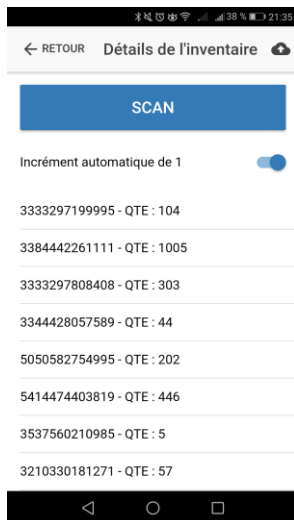 38 % 21:35
RETOUR Détails de l'inventaire
SCAN
Incrément automatique de 1
3333297199995 - QTE : 104
3384442261111 - QTE : 1005
3333297808408 - QTE : 303
3344428057589 - QTE : 44
5050582754995 - QTE : 202
5414474403819 - QTE : 446
3537560210985 - QTE : 5
3210330181271 - QTE : 57